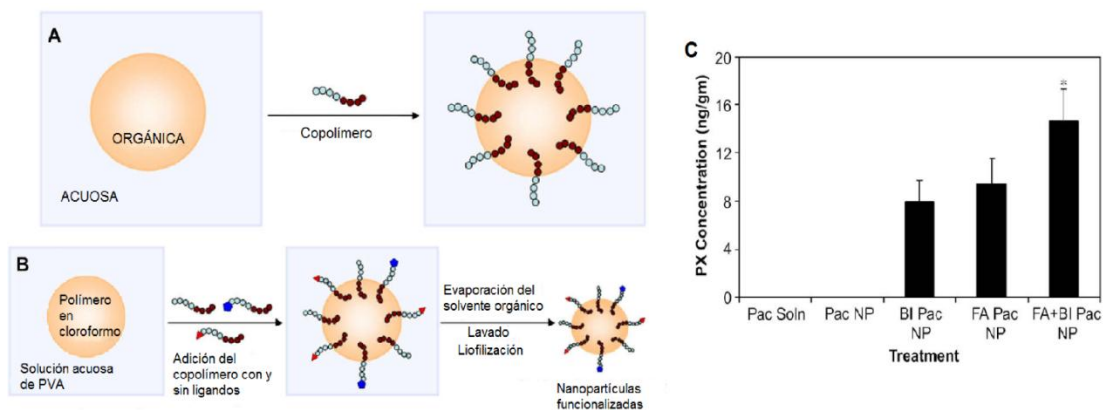 A
ORGÁNICA
ACUOSA
Copolímero
B
Polímero
en
cloroformo
Solución acuosa
de PVA
Adición del
copolímero con y
sin ligandos
Evaporación del
solvente orgánico
Lavado
Liofilización
Nanopartículas
funcionalizadas
C
PX Concentration (ng/gm)
20
16
12
8
4
0
*
Pac Soln
Pac NP
BI Pac
NP
FA Pac
NP
FA+BI Pac
NP
Treatment